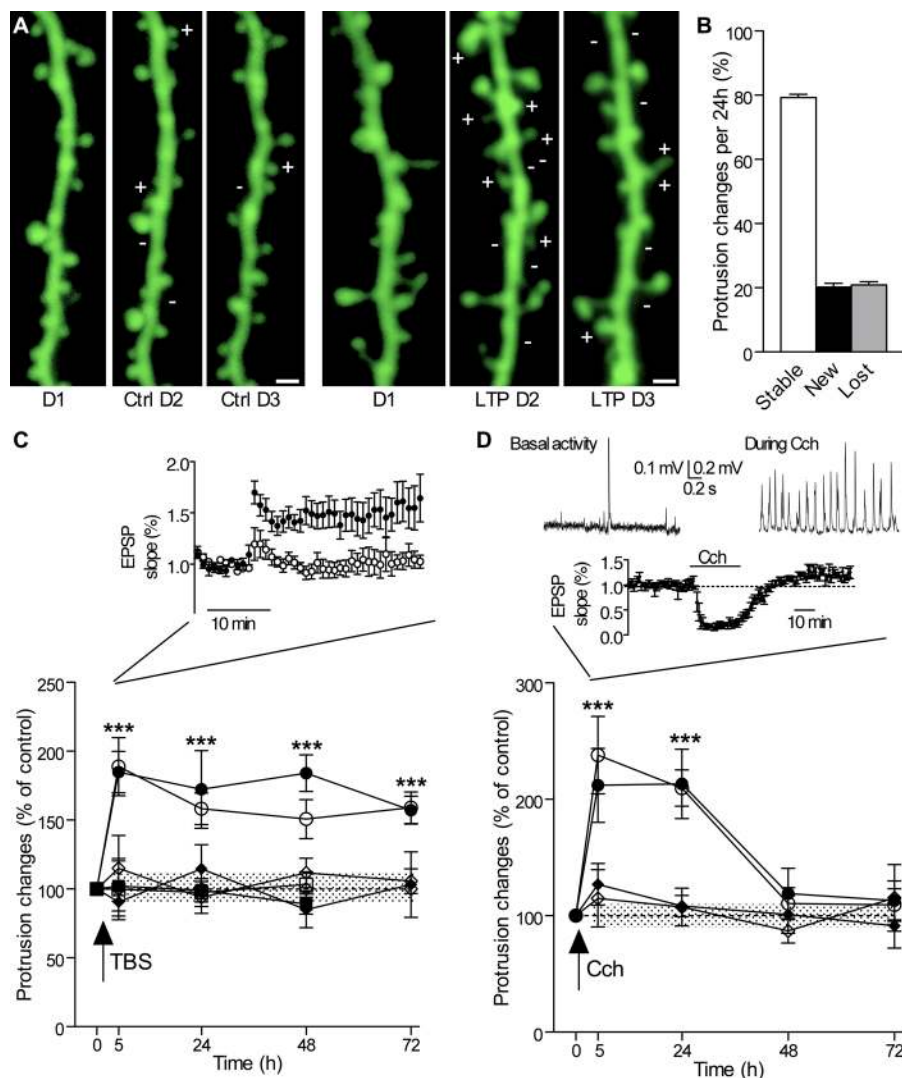 A
+
+
-
-
+
-
D1
Ctrl D2
Ctrl D3
+
+
+
+
-
-
+
-
+
-
-
-
-
-
+
+
-
-
+
D1
LTP D2
LTP D3
B
Protrusion changes per 24h (%)
100
80
60
40
20
0
Stable
New
Lost
C
EPSP
slope (%)
2.0
1.5
1.0
10 min
Protrusion changes (% of control)
250
200
150
100
50
0
***
***
***
***
TBS
0
5
24
48
72
Time (h)
D
Basal activity
During Cch
0.1 mV
0.2 mV
0.2 s
EPSP
slope (%)
1.5
1.0
0.5
0.0
Cch
10 min
Protrusion changes (% of control)
300
200
100
0
***
***
Cch
0
5
24
48
72
Time (h)